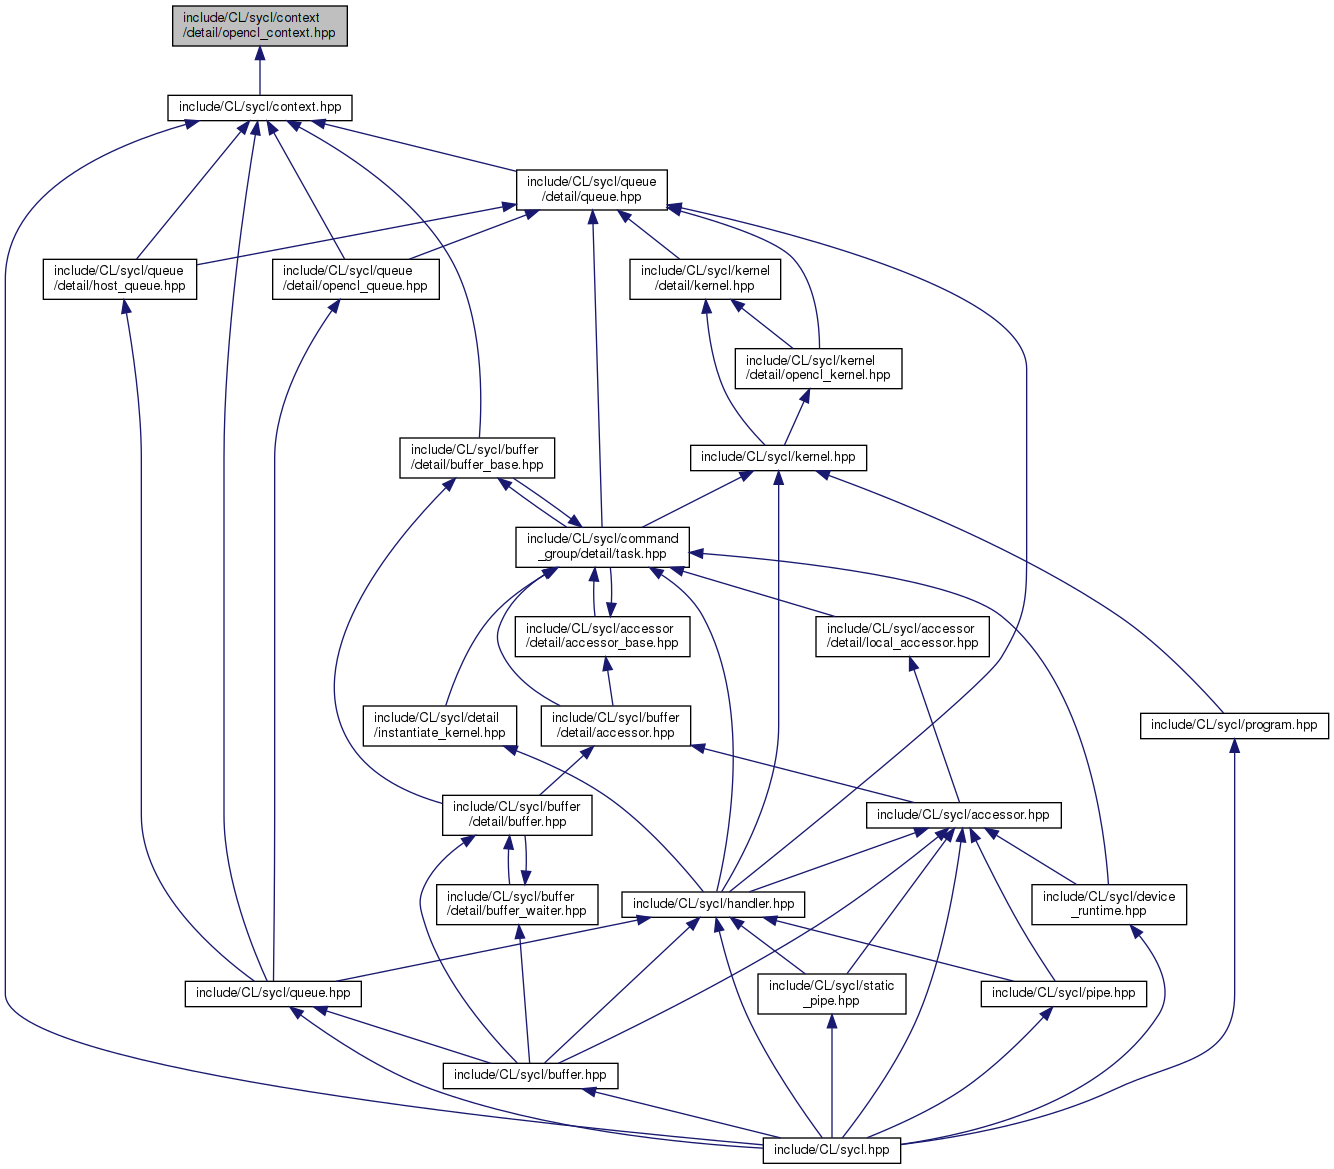 include/CL/sycl/context
/detail/opencl_context.hpp
include/CL/sycl/context.hpp
include/CL/sycl/queue
/detail/queue.hpp
include/CL/sycl/queue
/detail/host_queue.hpp
include/CL/sycl/queue
/detail/opencl_queue.hpp
include/CL/sycl/kernel
/detail/kernel.hpp
include/CL/sycl/kernel
/detail/opencl_kernel.hpp
include/CL/sycl/buffer
/detail/buffer_base.hpp
include/CL/sycl/kernel.hpp
include/CL/sycl/command
_group/detail/task.hpp
include/CL/sycl/accessor
/detail/accessor_base.hpp
include/CL/sycl/accessor
/detail/local_accessor.hpp
include/CL/sycl/detail
/instantiate_kernel.hpp
include/CL/sycl/buffer
/detail/accessor.hpp
include/CL/sycl/program.hpp
include/CL/sycl/buffer
/detail/buffer.hpp
include/CL/sycl/accessor.hpp
include/CL/sycl/buffer
/detail/buffer_waiter.hpp
include/CL/sycl/handler.hpp
include/CL/sycl/device
_runtime.hpp
include/CL/sycl/queue.hpp
include/CL/sycl/static
_pipe.hpp
include/CL/sycl/pipe.hpp
include/CL/sycl/buffer.hpp
include/CL/sycl.hpp